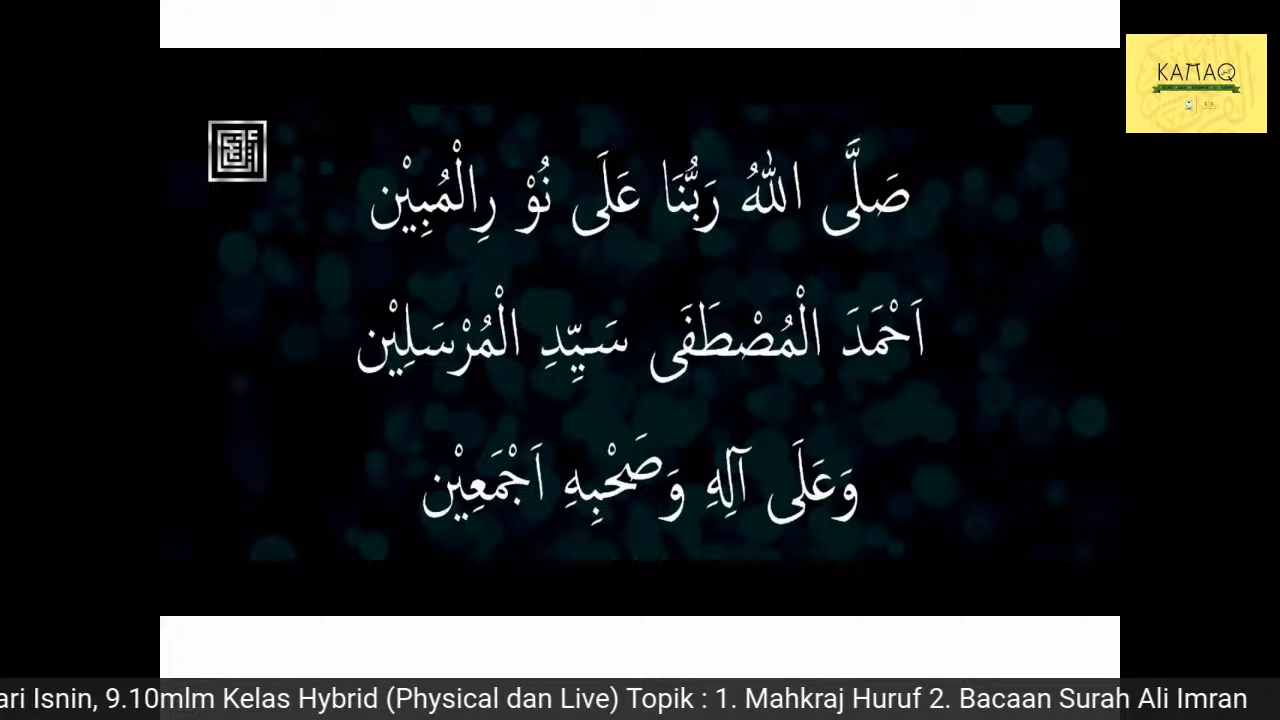 KAMAQ
صَلَّى اللهُ رَبُّنَا عَلَى نُوْ رِالْمُبِيْن
اَحْمَدَ الْمُصْطَفَى سَيِّدِ الْمُرْسَلِيْن
وَعَلَى آلِهِ وَصَحْبِهِ اَجْمَعِيْن
ari Isnin, 9.10mlm Kelas Hybrid (Physical dan Live) Topik : 1. Mahkraj Huruf 2. Bacaan Surah Ali Imran